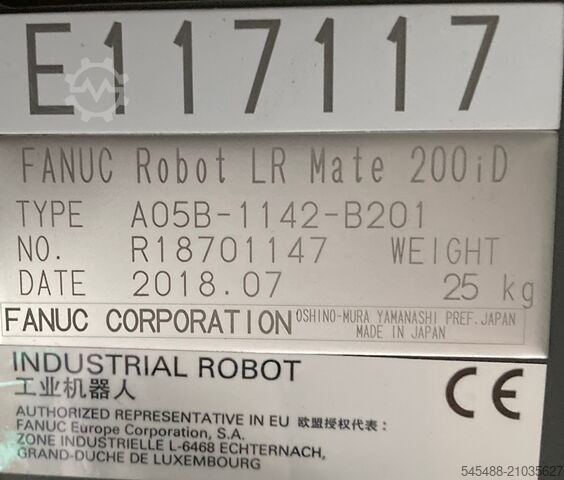 E117117
FANUC Robot LR Mate 200iD
TYPE A05B-1142-B201
NO. R18701147 WEIGHT
DATE 2018.07 25 kg
FANUC CORPORATION OSHINO-MURA YAMANASHI PREF. JAPAN
MADE IN JAPAN
INDUSTRIAL ROBOT
工业机器人
CE
AUTHORIZED REPRESENTATIVE IN EU 欧盟授权代表:
FANUC Europe Corporation, S.A.
ZONE INDUSTRIELLE L-6468 ECHTERNACH,
GRAND-DUCHE DE LUXEMBOURG
545488-21035627